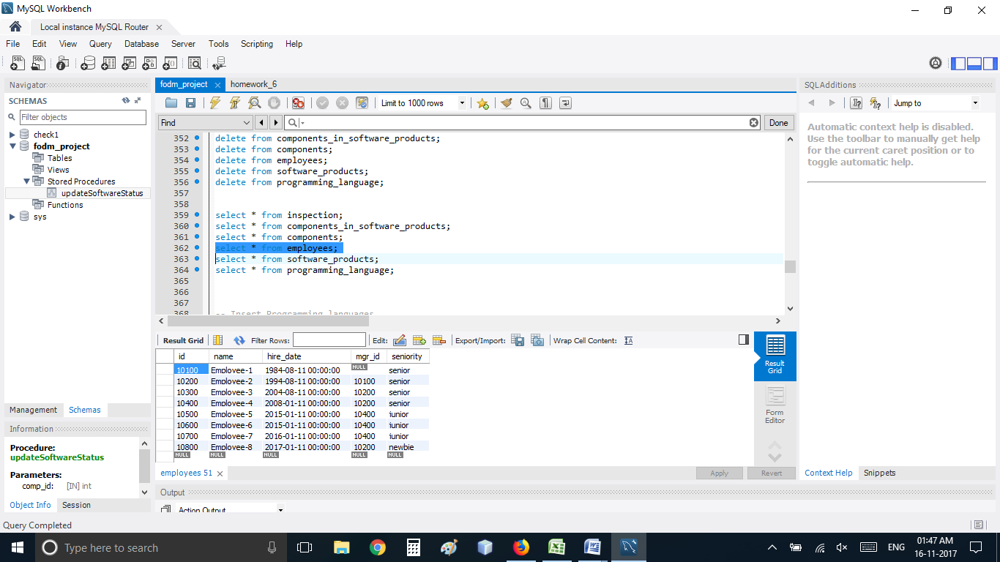 MySQL Workbench
Local instance MySQL Router
File Edit View Query Database Server Tools Scripting Help
Navigator
SCHEMAS
Filter objects
check1
fodm_project
Tables
Views
Stored Procedures
updateSoftwareStatus
Functions
sys
Management Schemas
Information
Procedure:
updateSoftwareStatus
Parameters:
comp_id: [IN] int
Object Info Session
Query Completed
fodm_project homework_6
Limit to 1000 rows
Find Done
352 delete from components_in_software_products;
353 delete from components;
354 delete from employees;
355 delete from software_products;
356 delete from programming_language;
357
358
359 select * from inspection;
360 select * from components_in_software_products;
361 select * from components;
362 select * from employees;
363 select * from software_products;
364 select * from programming_language;
365
366
367
368 -- Insert Programming languages
Result Grid Filter Rows: Edit: Export/Import: Wrap Cell Content:
id name hire_date mgr_id seniority
10100 Employee-1 1984-08-11 00:00:00 NULL senior
10200 Employee-2 1994-08-11 00:00:00 10100 senior
10300 Employee-3 2004-08-11 00:00:00 10200 senior
10400 Employee-4 2008-01-11 00:00:00 10200 senior
10500 Employee-5 2015-01-11 00:00:00 10400 junior
10600 Employee-6 2015-01-11 00:00:00 10400 junior
10700 Employee-7 2016-01-11 00:00:00 10400 junior
10800 Employee-8 2017-01-11 00:00:00 10200 newbie
NULL NULL NULL NULL NULL
Result
Grid
Form
Editor
employees 51 Apply Revert
Output
Action Output
SQLAdditions
Jump to
Automatic context help is disabled.
Use the toolbar to manually get help
for the current caret position or to
toggle automatic help.
Context Help Snippets
Type here to search
ENG
01:47 AM
16-11-2017